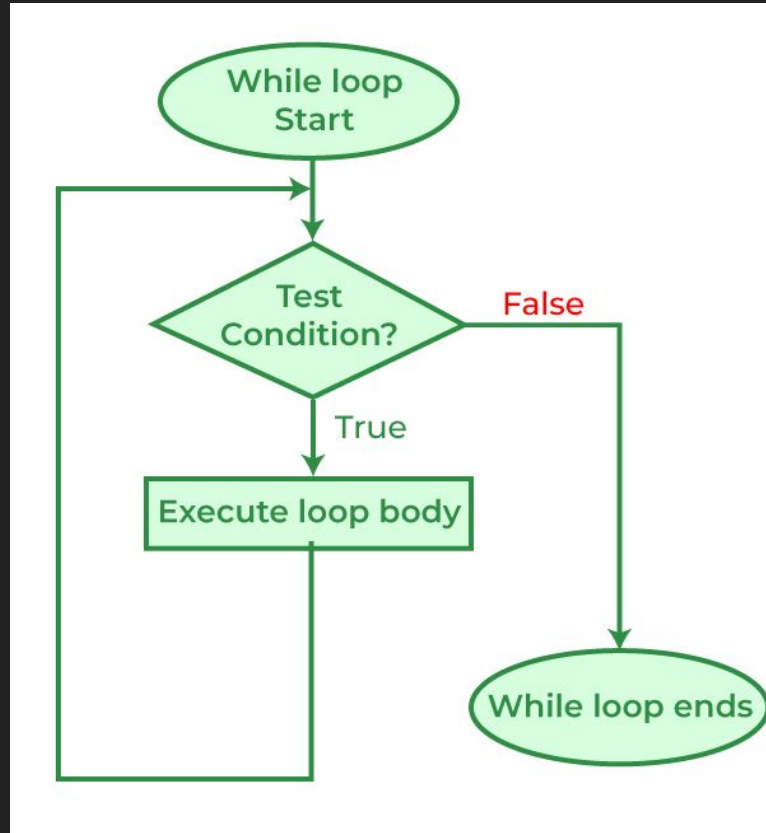 While loop
Start
Test
Condition?
False
True
Execute loop body
While loop ends